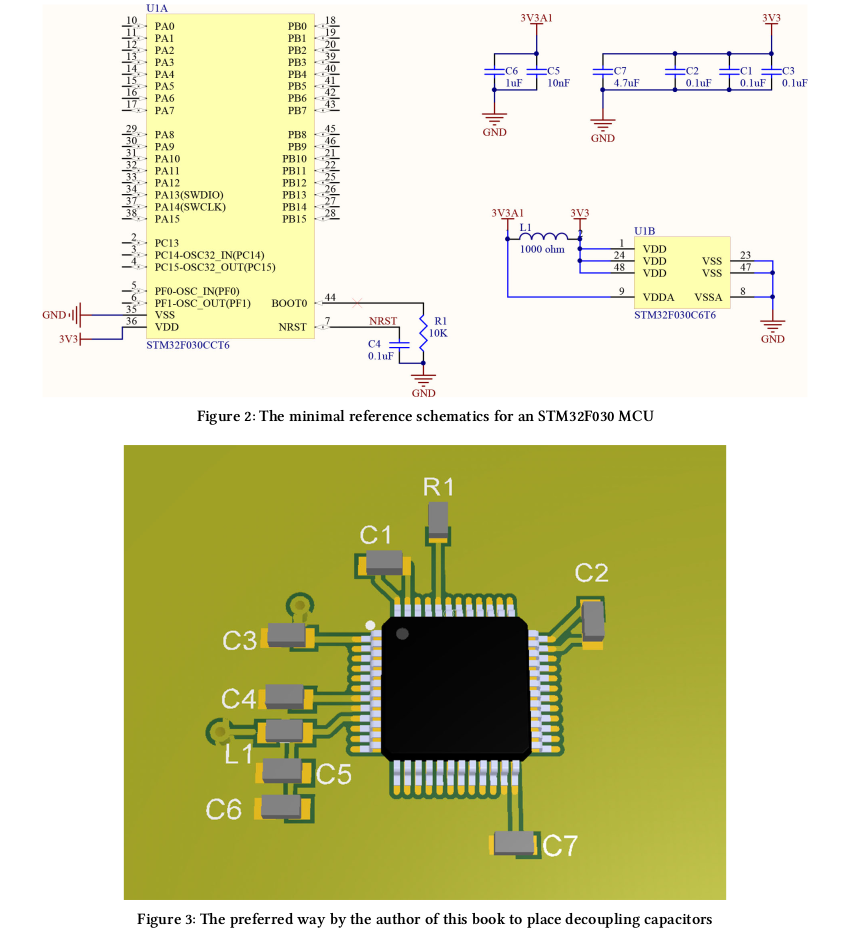 U1A
10 PA0 PB0 18
11 PA1 PB1 19
12 PA2 PB2 20
13 PA3 PB3 39
14 PA4 PB4 40
15 PA5 PB5 41
16 PA6 PB6 42
17 PA7 PB7 43
29 PA8 PB8 45
30 PA9 PB9 46
31 PA10 PB10 21
32 PA11 PB11 22
33 PA12 PB12 25
34 PA13(SWDIO) PB13 26
37 PA14(SWCLK) PB14 27
38 PA15 PB15 28
2 PC13
3 PC14-OSC32_IN(PC14)
4 PC15-OSC32_OUT(PC15)
5 PF0-OSC_IN(PF0)
6 PF1-OSC_OUT(PF1) BOOT0 44
GND 35 VSS
36 VDD NRST 7 NRST
3V3
STM32F030CCT6
R1
10K
C4
0.1uF
GND
3V3A1
C6
1uF
C5
10nF
GND
3V3
C7
4.7uF
C2
0.1uF
C1
0.1uF
C3
0.1uF
GND
3V3A1
3V3
L1
1000 ohm
2
U1B
1 VDD
24 VDD VSS 23
48 VDD VSS 47
9 VDDA VSSA 8
STM32F030C6T6
GND
Figure 2: The minimal reference schematics for an STM32F030 MCU
R1
C1
C2
C3
C4
L1
C5
C6
C7
Figure 3: The preferred way by the author of this book to place decoupling capacitors